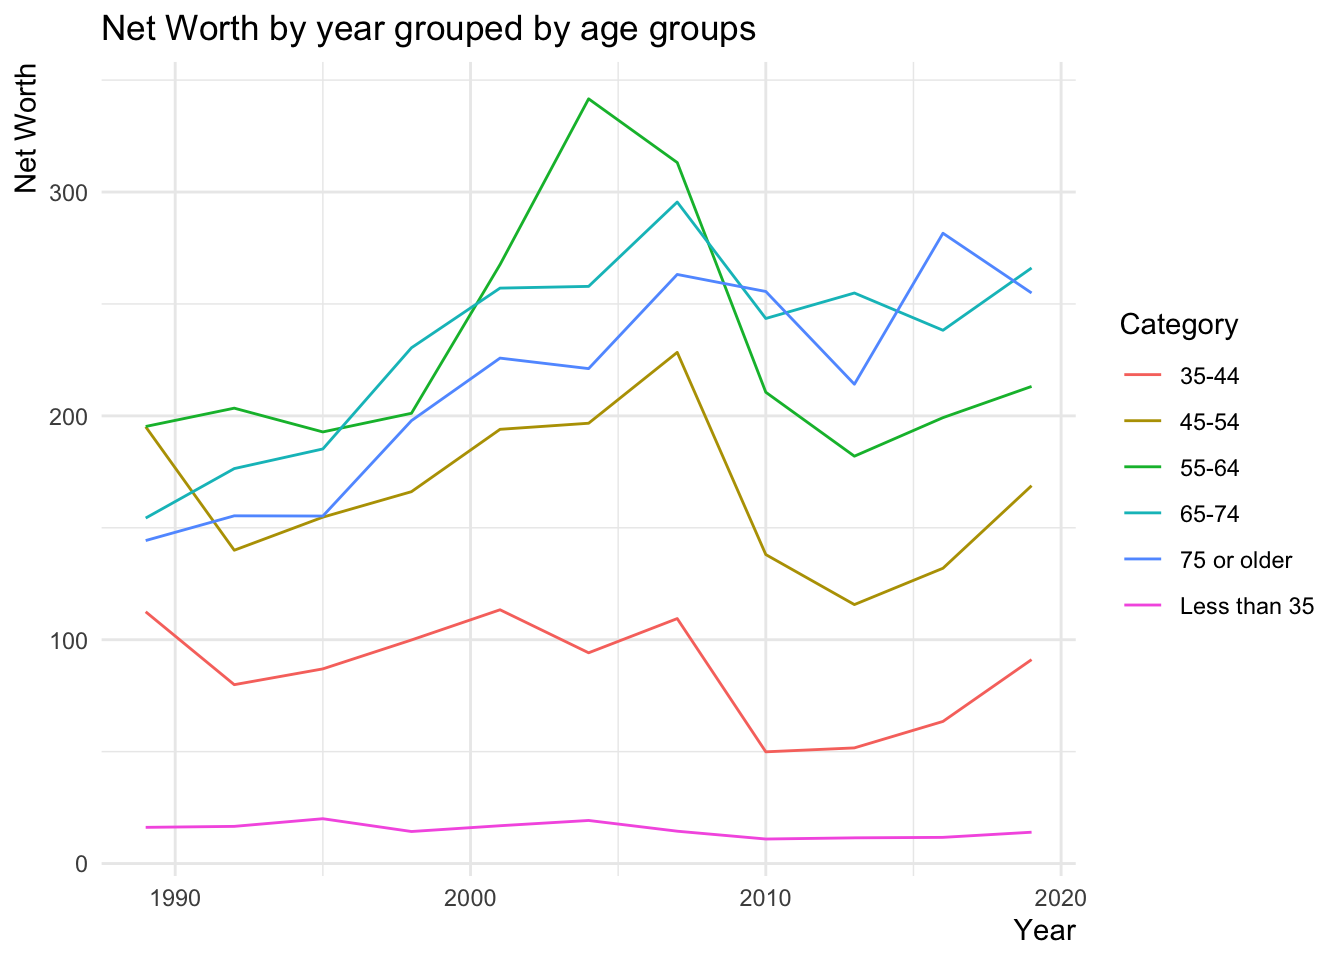 Net Worth by year grouped by age groups
Net Worth
300
200
100
0
1990
2000
2010
2020
Year
Category
35-44
45-54
55-64
65-74
75 or older
Less than 35